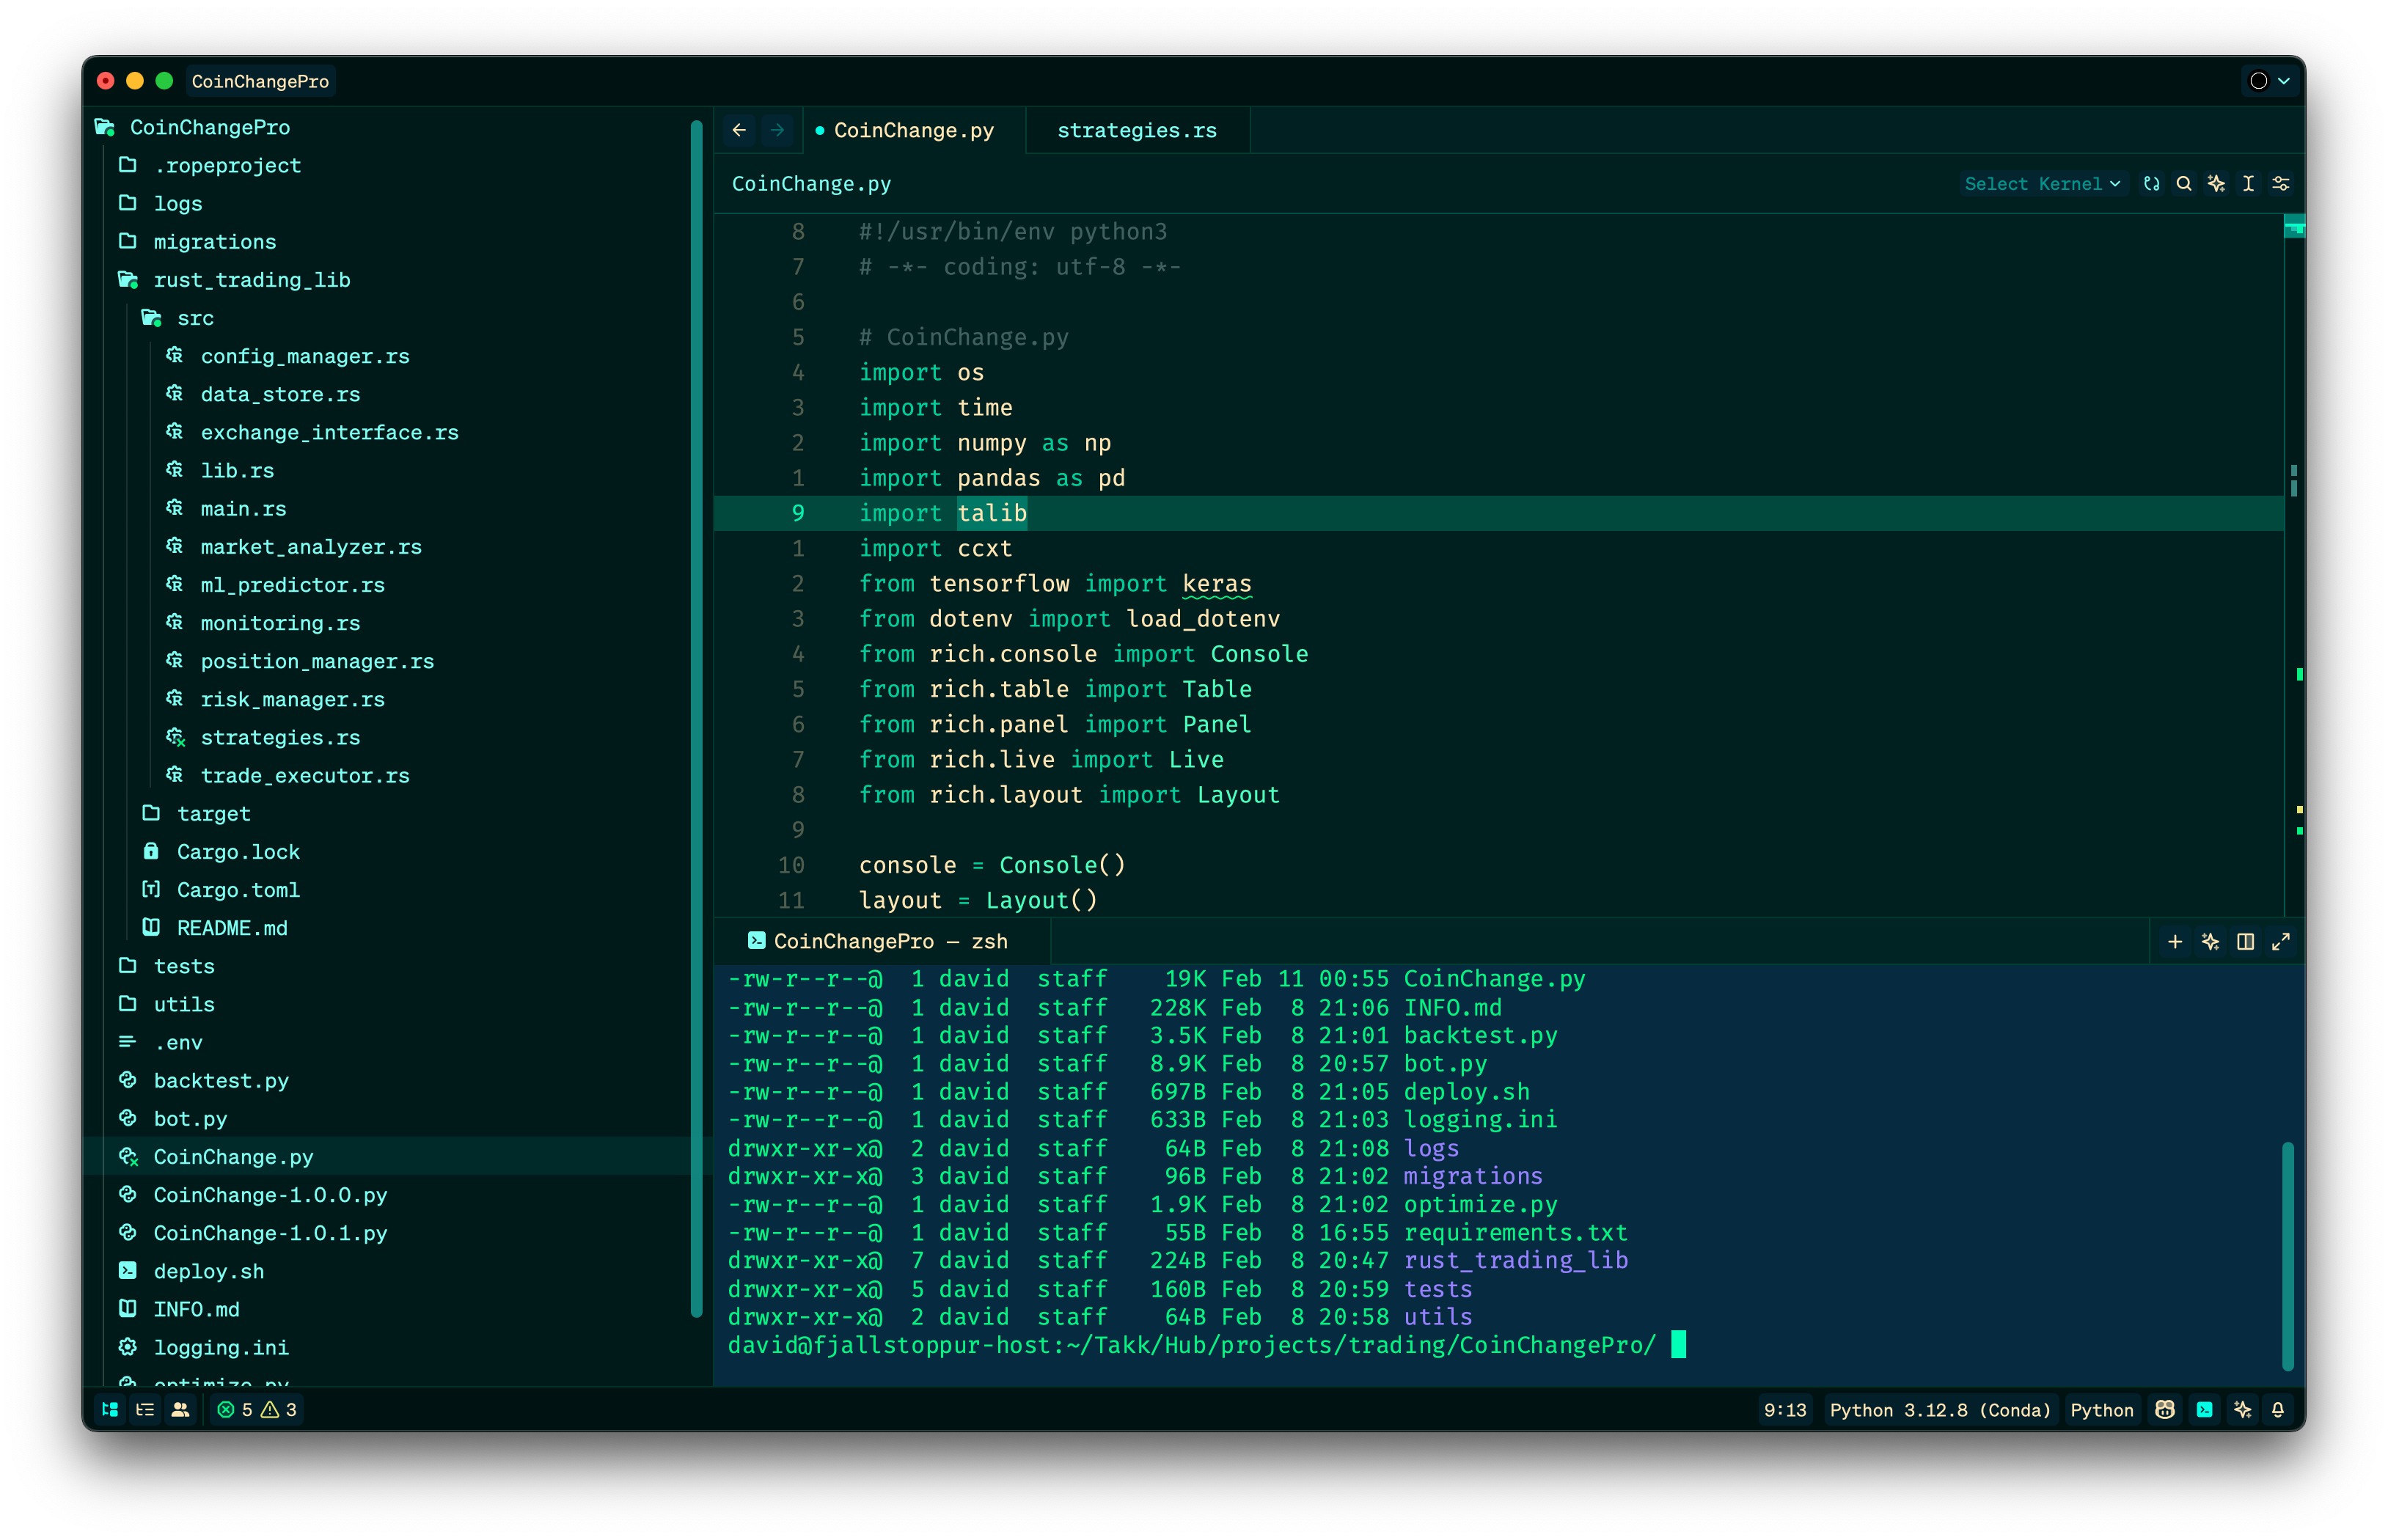 CoinChangePro
CoinChangePro
.ropeproject
logs
migrations
rust_trading_lib
src
config_manager.rs
data_store.rs
exchange_interface.rs
lib.rs
main.rs
market_analyzer.rs
ml_predictor.rs
monitoring.rs
position_manager.rs
risk_manager.rs
strategies.rs
trade_executor.rs
target
Cargo.lock
Cargo.toml
README.md
tests
utils
.env
backtest.py
bot.py
CoinChange.py
CoinChange-1.0.0.py
CoinChange-1.0.1.py
deploy.sh
INFO.md
logging.ini
optimize.py
CoinChange.py strategies.rs
CoinChange.py Select Kernel
8 #!/usr/bin/env python3
7 # -*- coding: utf-8 -*-
6
5 # CoinChange.py
4 import os
3 import time
2 import numpy as np
1 import pandas as pd
9 import talib
1 import ccxt
2 from tensorflow import keras
3 from dotenv import load_dotenv
4 from rich.console import Console
5 from rich.table import Table
6 from rich.panel import Panel
7 from rich.live import Live
8 from rich.layout import Layout
9
10 console = Console()
11 layout = Layout()
CoinChangePro — zsh
-rw-r--r--@ 1 david staff 19K Feb 11 00:55 CoinChange.py
-rw-r--r--@ 1 david staff 228K Feb 8 21:06 INFO.md
-rw-r--r--@ 1 david staff 3.5K Feb 8 21:01 backtest.py
-rw-r--r--@ 1 david staff 8.9K Feb 8 20:57 bot.py
-rw-r--r--@ 1 david staff 697B Feb 8 21:05 deploy.sh
-rw-r--r--@ 1 david staff 633B Feb 8 21:03 logging.ini
drwxr-xr-x@ 2 david staff 64B Feb 8 21:08 logs
drwxr-xr-x@ 3 david staff 96B Feb 8 21:02 migrations
-rw-r--r--@ 1 david staff 1.9K Feb 8 21:02 optimize.py
-rw-r--r--@ 1 david staff 55B Feb 8 16:55 requirements.txt
drwxr-xr-x@ 7 david staff 224B Feb 8 20:47 rust_trading_lib
drwxr-xr-x@ 5 david staff 160B Feb 8 20:59 tests
drwxr-xr-x@ 2 david staff 64B Feb 8 20:58 utils
david@fjallstoppur-host:~/Takk/Hub/projects/trading/CoinChangePro/
5 3 9:13 Python 3.12.8 (Conda) Python